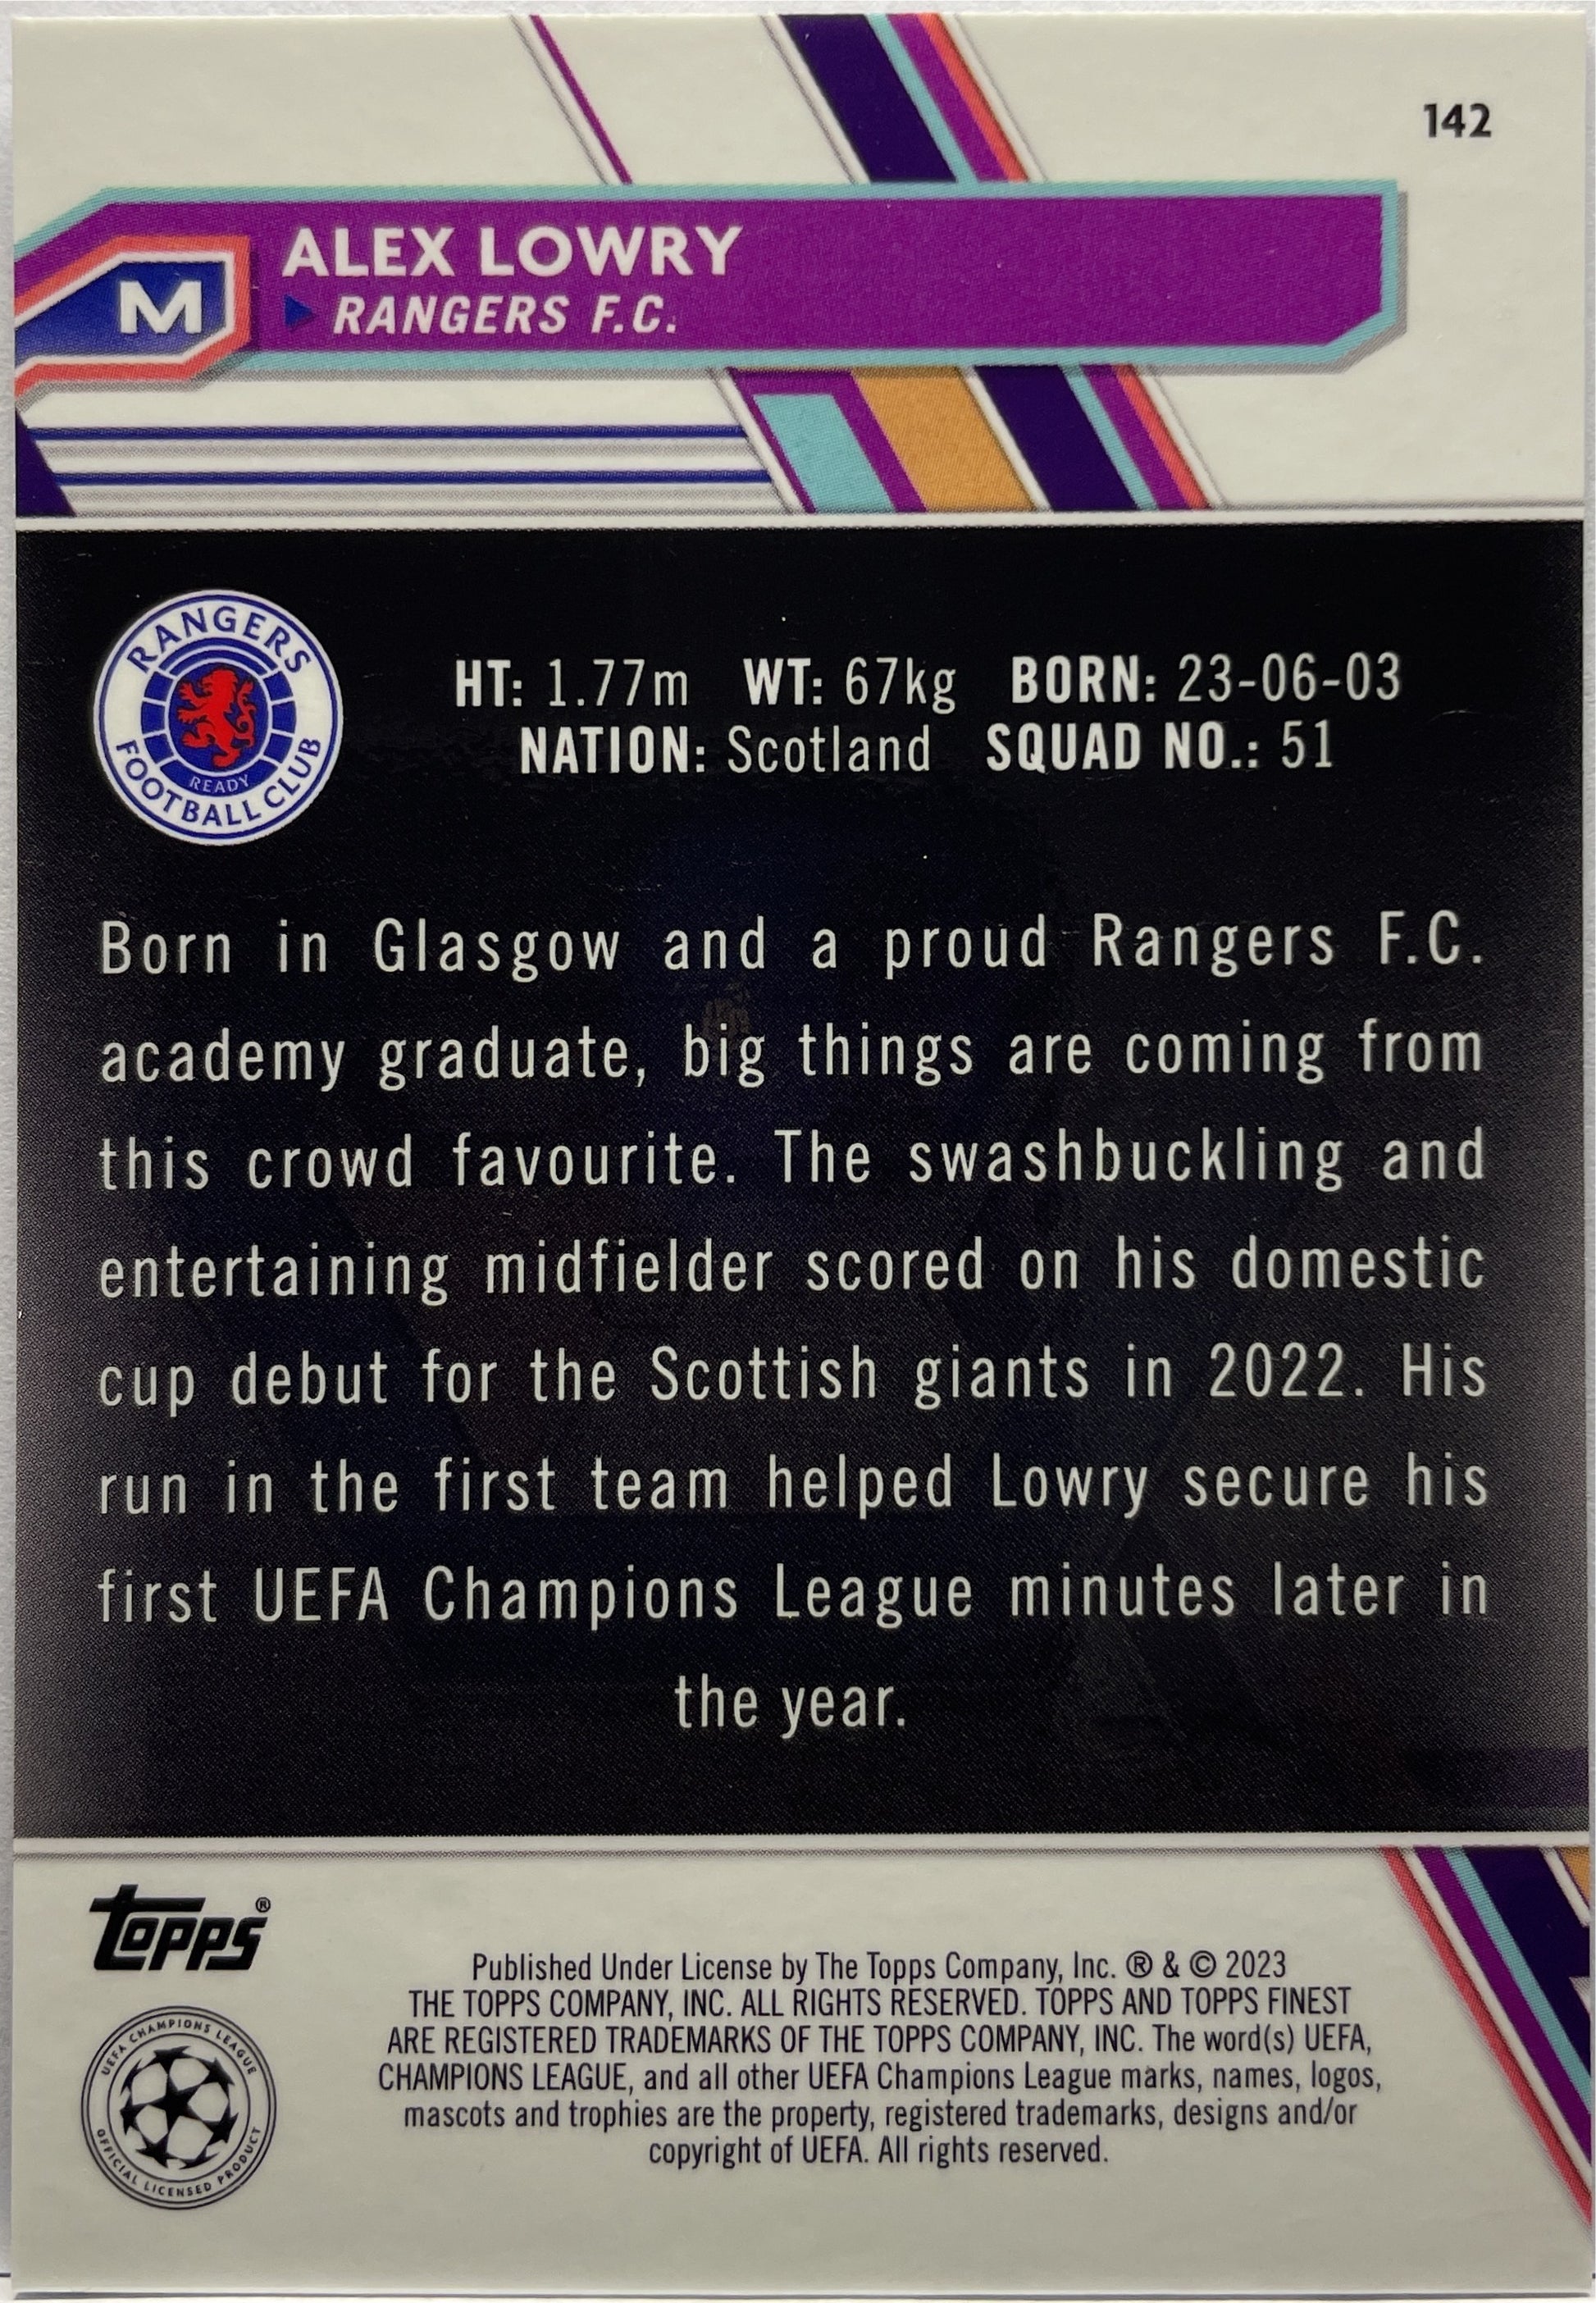 142
ALEX LOWRY
M
RANGERS F.C.
RANGERS
READY
FOOTBALL CLUB
HT: 1.77m WT: 67kg BORN: 23-06-03
NATION: Scotland SQUAD NO.: 51
Born in Glasgow and a proud Rangers F.C.
academy graduate, big things are coming from
this crowd favourite. The swashbuckling and
entertaining midfielder scored on his domestic
cup debut for the Scottish giants in 2022. His
run in the first team helped Lowry secure his
first UEFA Champions League minutes later in
the year.
topps®
Published Under License by The Topps Company, Inc. ® & © 2023
THE TOPPS COMPANY, INC. ALL RIGHTS RESERVED. TOPPS AND TOPPS FINEST
ARE REGISTERED TRADEMARKS OF THE TOPPS COMPANY, INC. The word(s) UEFA,
CHAMPIONS LEAGUE, and all other UEFA Champions League marks, names, logos,
mascots and trophies are the property, registered trademarks, designs and/or
copyright of UEFA. All rights reserved.
UEFA CHAMPIONS LEAGUE
OFFICIAL LICENSED PRODUCT